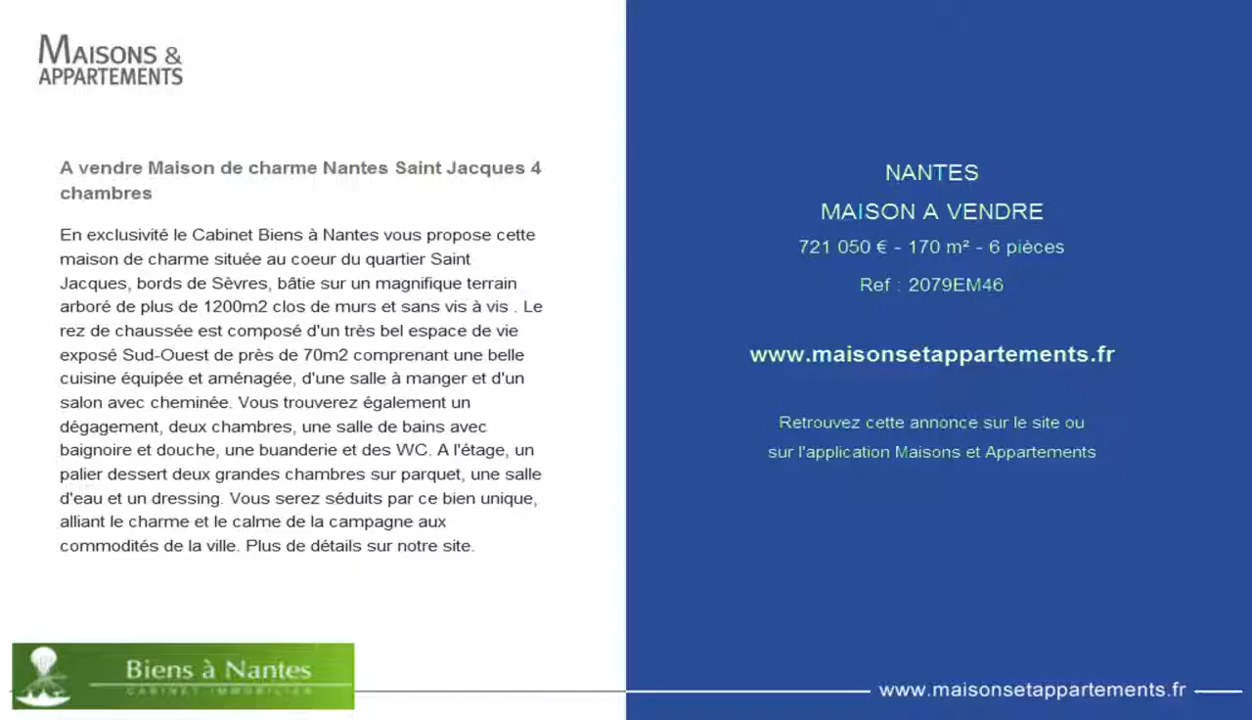 MAISONS &
APPARTEMENTS
A vendre Maison de charme Nantes Saint Jacques 4
chambres
En exclusivité le Cabinet Biens à Nantes vous propose cette
maison de charme située au coeur du quartier Saint
Jacques, bords de Sèvres, bâtie sur un magnifique terrain
arboré de plus de 1200m2 clos de murs et sans vis à vis . Le
rez de chaussée est composé d'un très bel espace de vie
exposé Sud-Ouest de près de 70m2 comprenant une belle
cuisine équipée et aménagée, d'une salle à manger et d'un
salon avec cheminée. Vous trouverez également un
dégagement, deux chambres, une salle de bains avec
baignoire et douche, une buanderie et des WC. A l'étage, un
palier dessert deux grandes chambres sur parquet, une salle
d'eau et un dressing. Vous serez séduits par ce bien unique,
alliant le charme et le calme de la campagne aux
commodités de la ville. Plus de détails sur notre site.
Biens à Nantes
CABINET IMMOBILIER
NANTES
MAISON A VENDRE
721 050 € - 170 m² - 6 pièces
Ref : 2079EM46
www.maisonsetappartements.fr
Retrouvez cette annonce sur le site ou
sur l'application Maisons et Appartements
www.maisonsetappartements.fr